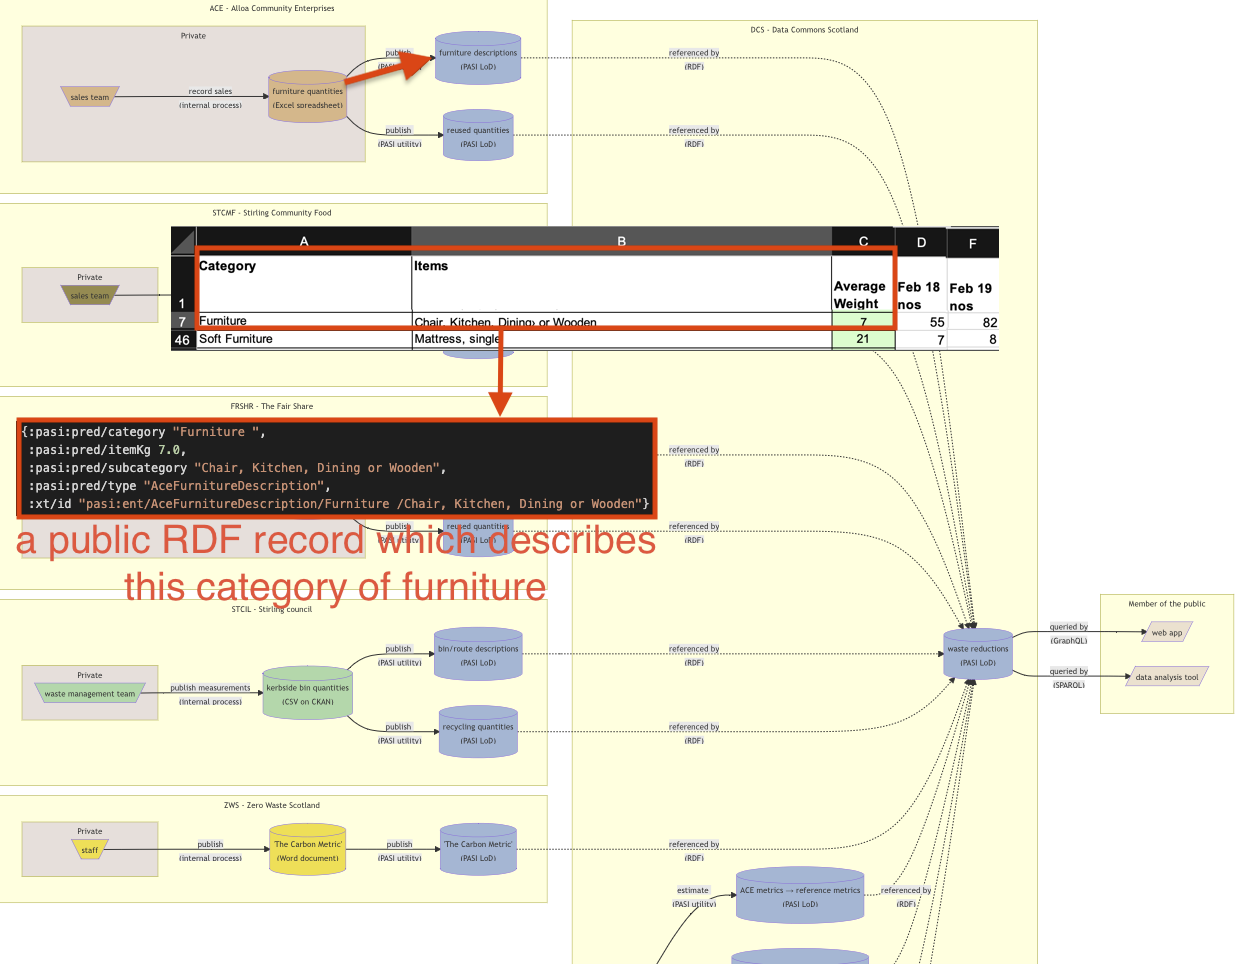 ACE - Alloa Community Enterprises
Private
sales team
record sales
(internal process)
furniture quantities
(Excel spreadsheet)
publish
furniture descriptions
(PASI LoD)
publish
(PASI utility)
reused quantities
(PASI LoD)
DCS - Data Commons Scotland
referenced by
(RDF)
referenced by
(RDF)
STCMF - Stirling Community Food
Private
sales team
A B C D F
1 Category Items Average Weight Feb 18 nos Feb 19 nos
7 Furniture Chair, Kitchen, Dining or Wooden 7 55 82
46 Soft Furniture Mattress, single 21 7 8
FRSHR - The Fair Share
{:pasi:pred/category "Furniture ",
:pasi:pred/itemKg 7.0,
:pasi:pred/subcategory "Chair, Kitchen, Dining or Wooden",
:pasi:pred/type "AceFurnitureDescription",
:xt/id "pasi:ent/AceFurnitureDescription/Furniture /Chair, Kitchen, Dining or Wooden"}
referenced by
(RDF)
publish
(PASI utility)
reused quantities
(PASI LoD)
referenced by
(RDF)
a public RDF record which describes
this category of furniture
STCIL - Stirling council
Private
waste management team
publish measurements
(internal process)
kerbside bin quantities
(CSV on CKAN)
publish
(PASI utility)
bin/route descriptions
(PASI LoD)
referenced by
(RDF)
publish
(PASI utility)
recycling quantities
(PASI LoD)
referenced by
(RDF)
waste reductions
(PASI LoD)
Member of the public
queried by
(GraphQL)
web app
queried by
(SPARQL)
data analysis tool
ZWS - Zero Waste Scotland
Private
staff
publish
(internal process)
'The Carbon Metric'
(Word document)
publish
(PASI utility)
'The Carbon Metric'
(PASI LoD)
referenced by
(RDF)
estimate
(PASI utility)
ACE metrics → reference metrics
(PASI LoD)
referenced by
(RDF)